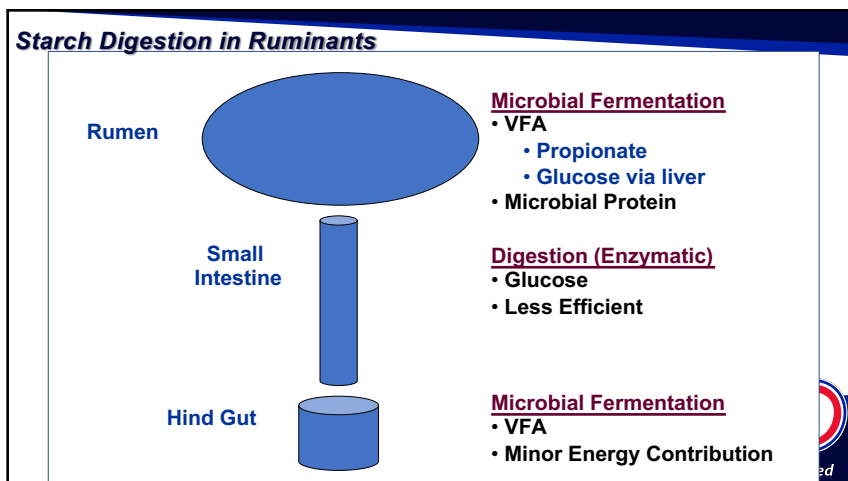 Starch Digestion in Ruminants
Rumen
Microbial Fermentation
• VFA
• Propionate
• Glucose via liver
• Microbial Protein
Small
Intestine
Digestion (Enzymatic)
• Glucose
• Less Efficient
Hind Gut
Microbial Fermentation
• VFA
• Minor Energy Contribution